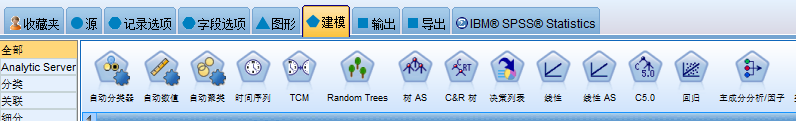 收藏夹 源 记录选项 字段选项 图形 建模 输出 导出 IBM® SPSS® Statistics
全部
Analytic Server
分类
关联
细分
自动分类器 自动数值 自动聚类 时间序列 TCM Random Trees 树 AS C&R 树 决策列表 线性 线性 AS C5.0 回归 主成分分析/因子